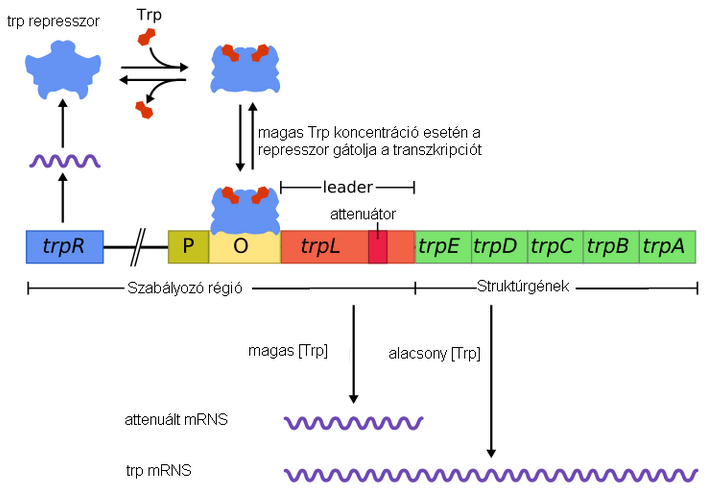 trp represszor
Trp
magas Trp koncentráció esetén a
represszor gátolja a transzkripciót
leader
attenuátor
trpR
P
O
trpL
trpE
trpD
trpC
trpB
trpA
Szabályozó régió
Struktúrgének
magas [Trp]
alacsony [Trp]
attenuált mRNS
trp mRNS